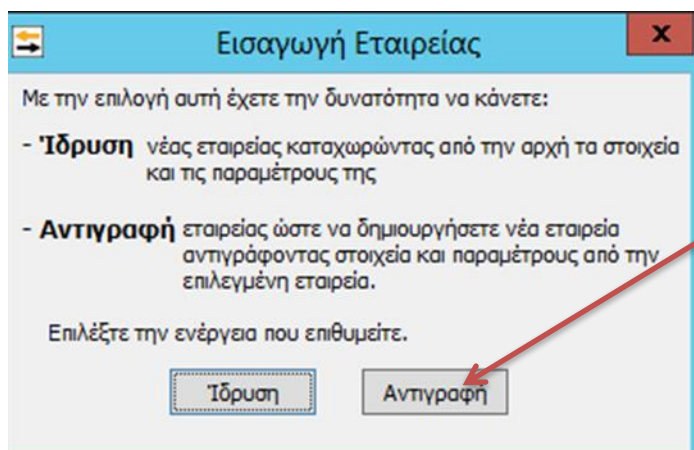 Εισαγωγή Εταιρείας
x
Με την επιλογή αυτή έχετε την δυνατότητα να κάνετε:
- Ίδρυση νέας εταιρείας καταχωρώντας από την αρχή τα στοιχεία
και τις παραμέτρους της
- Αντιγραφή εταιρείας ώστε να δημιουργήσετε νέα εταιρεία
αντιγράφοντας στοιχεία και παραμέτρους από την
επιλεγμένη εταιρεία.
Επιλέξτε την ενέργεια που επιθυμείτε.
Ίδρυση
Αντιγραφή